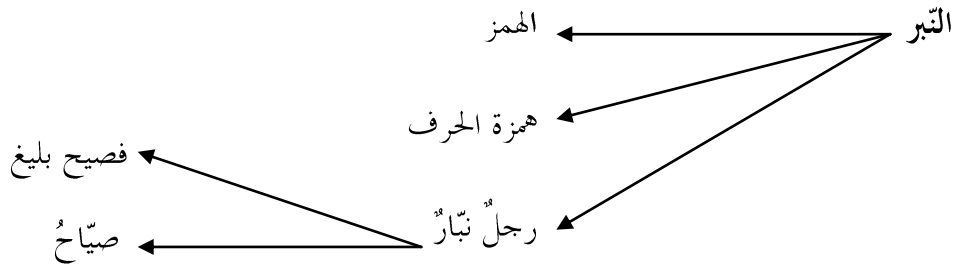 النّبر
الهمز
همزة الحرف
رجلٌ نبّارٌ
فصيح بليغ
صيّاحُ